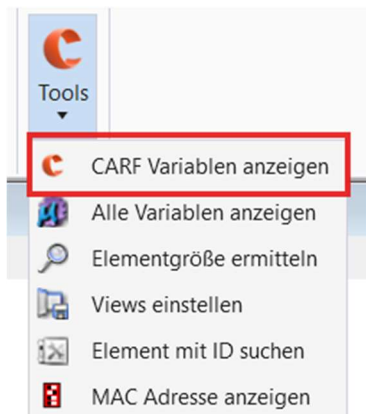 Tools
CARF Variablen anzeigen
Alle Variablen anzeigen
Elementgröße ermitteln
Views einstellen
Element mit ID suchen
MAC Adresse anzeigen